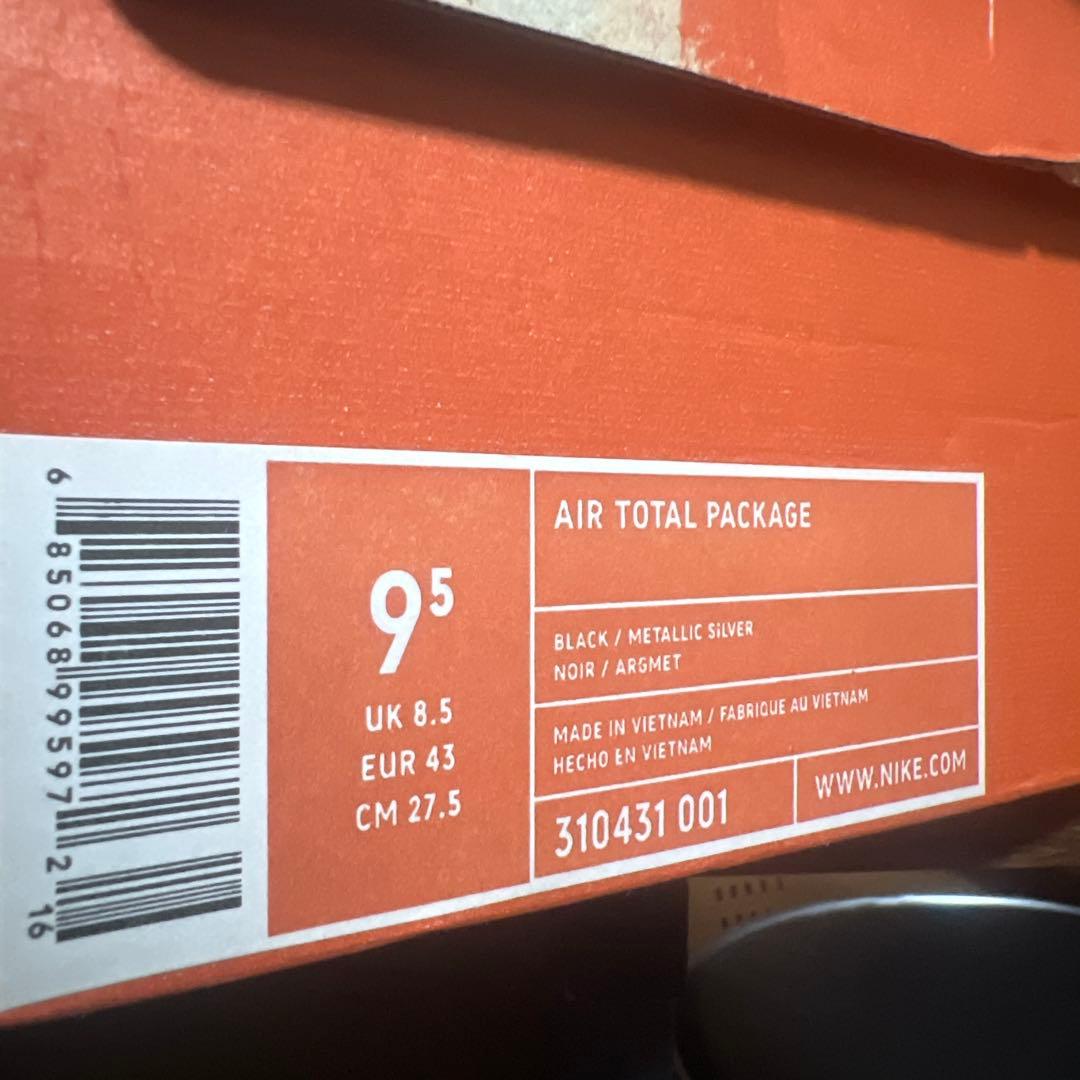 6 85068 99597 2 16
9⁵
UK 8.5
EUR 43
CM 27.5
AIR TOTAL PACKAGE
BLACK / METALLIC SiLVER
NOIR / ARGMET
MADE IN VIETNAM / FABRIQUE AU VIETNAM
HECHO EN VIETNAM
310431 001
WWW.NIKE.COM